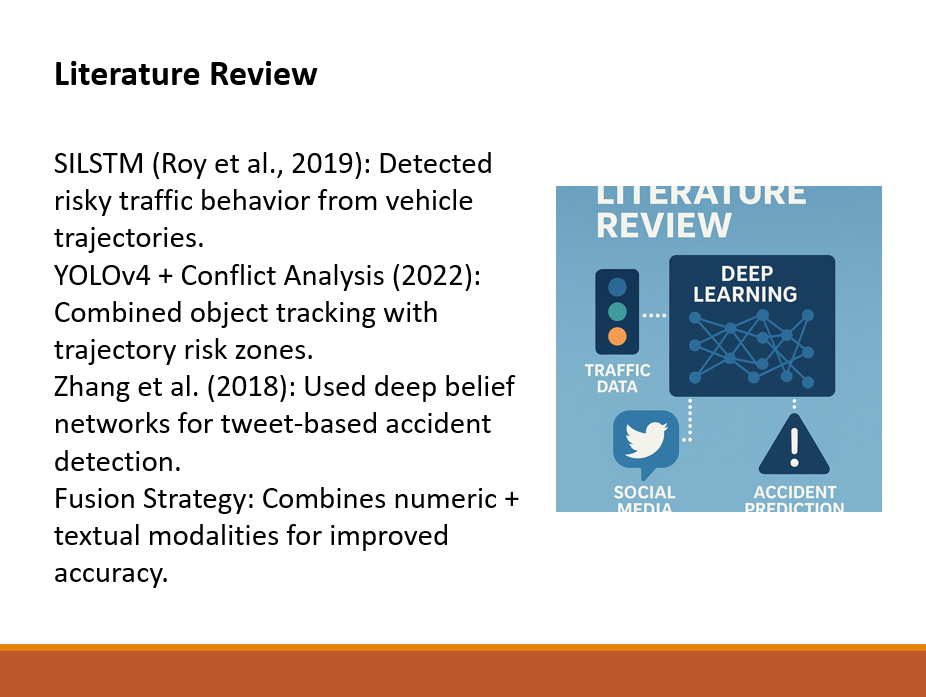 Literature Review
SILSTM (Roy et al., 2019): Detected
risky traffic behavior from vehicle
trajectories.
YOLOv4 + Conflict Analysis (2022):
Combined object tracking with
trajectory risk zones.
Zhang et al. (2018): Used deep belief
networks for tweet-based accident
detection.
Fusion Strategy: Combines numeric +
textual modalities for improved
accuracy.
LITERATURE
REVIEW
DEEP
LEARNING
TRAFFIC
DATA
SOCIAL
MEDIA
ACCIDENT
PREDICTION